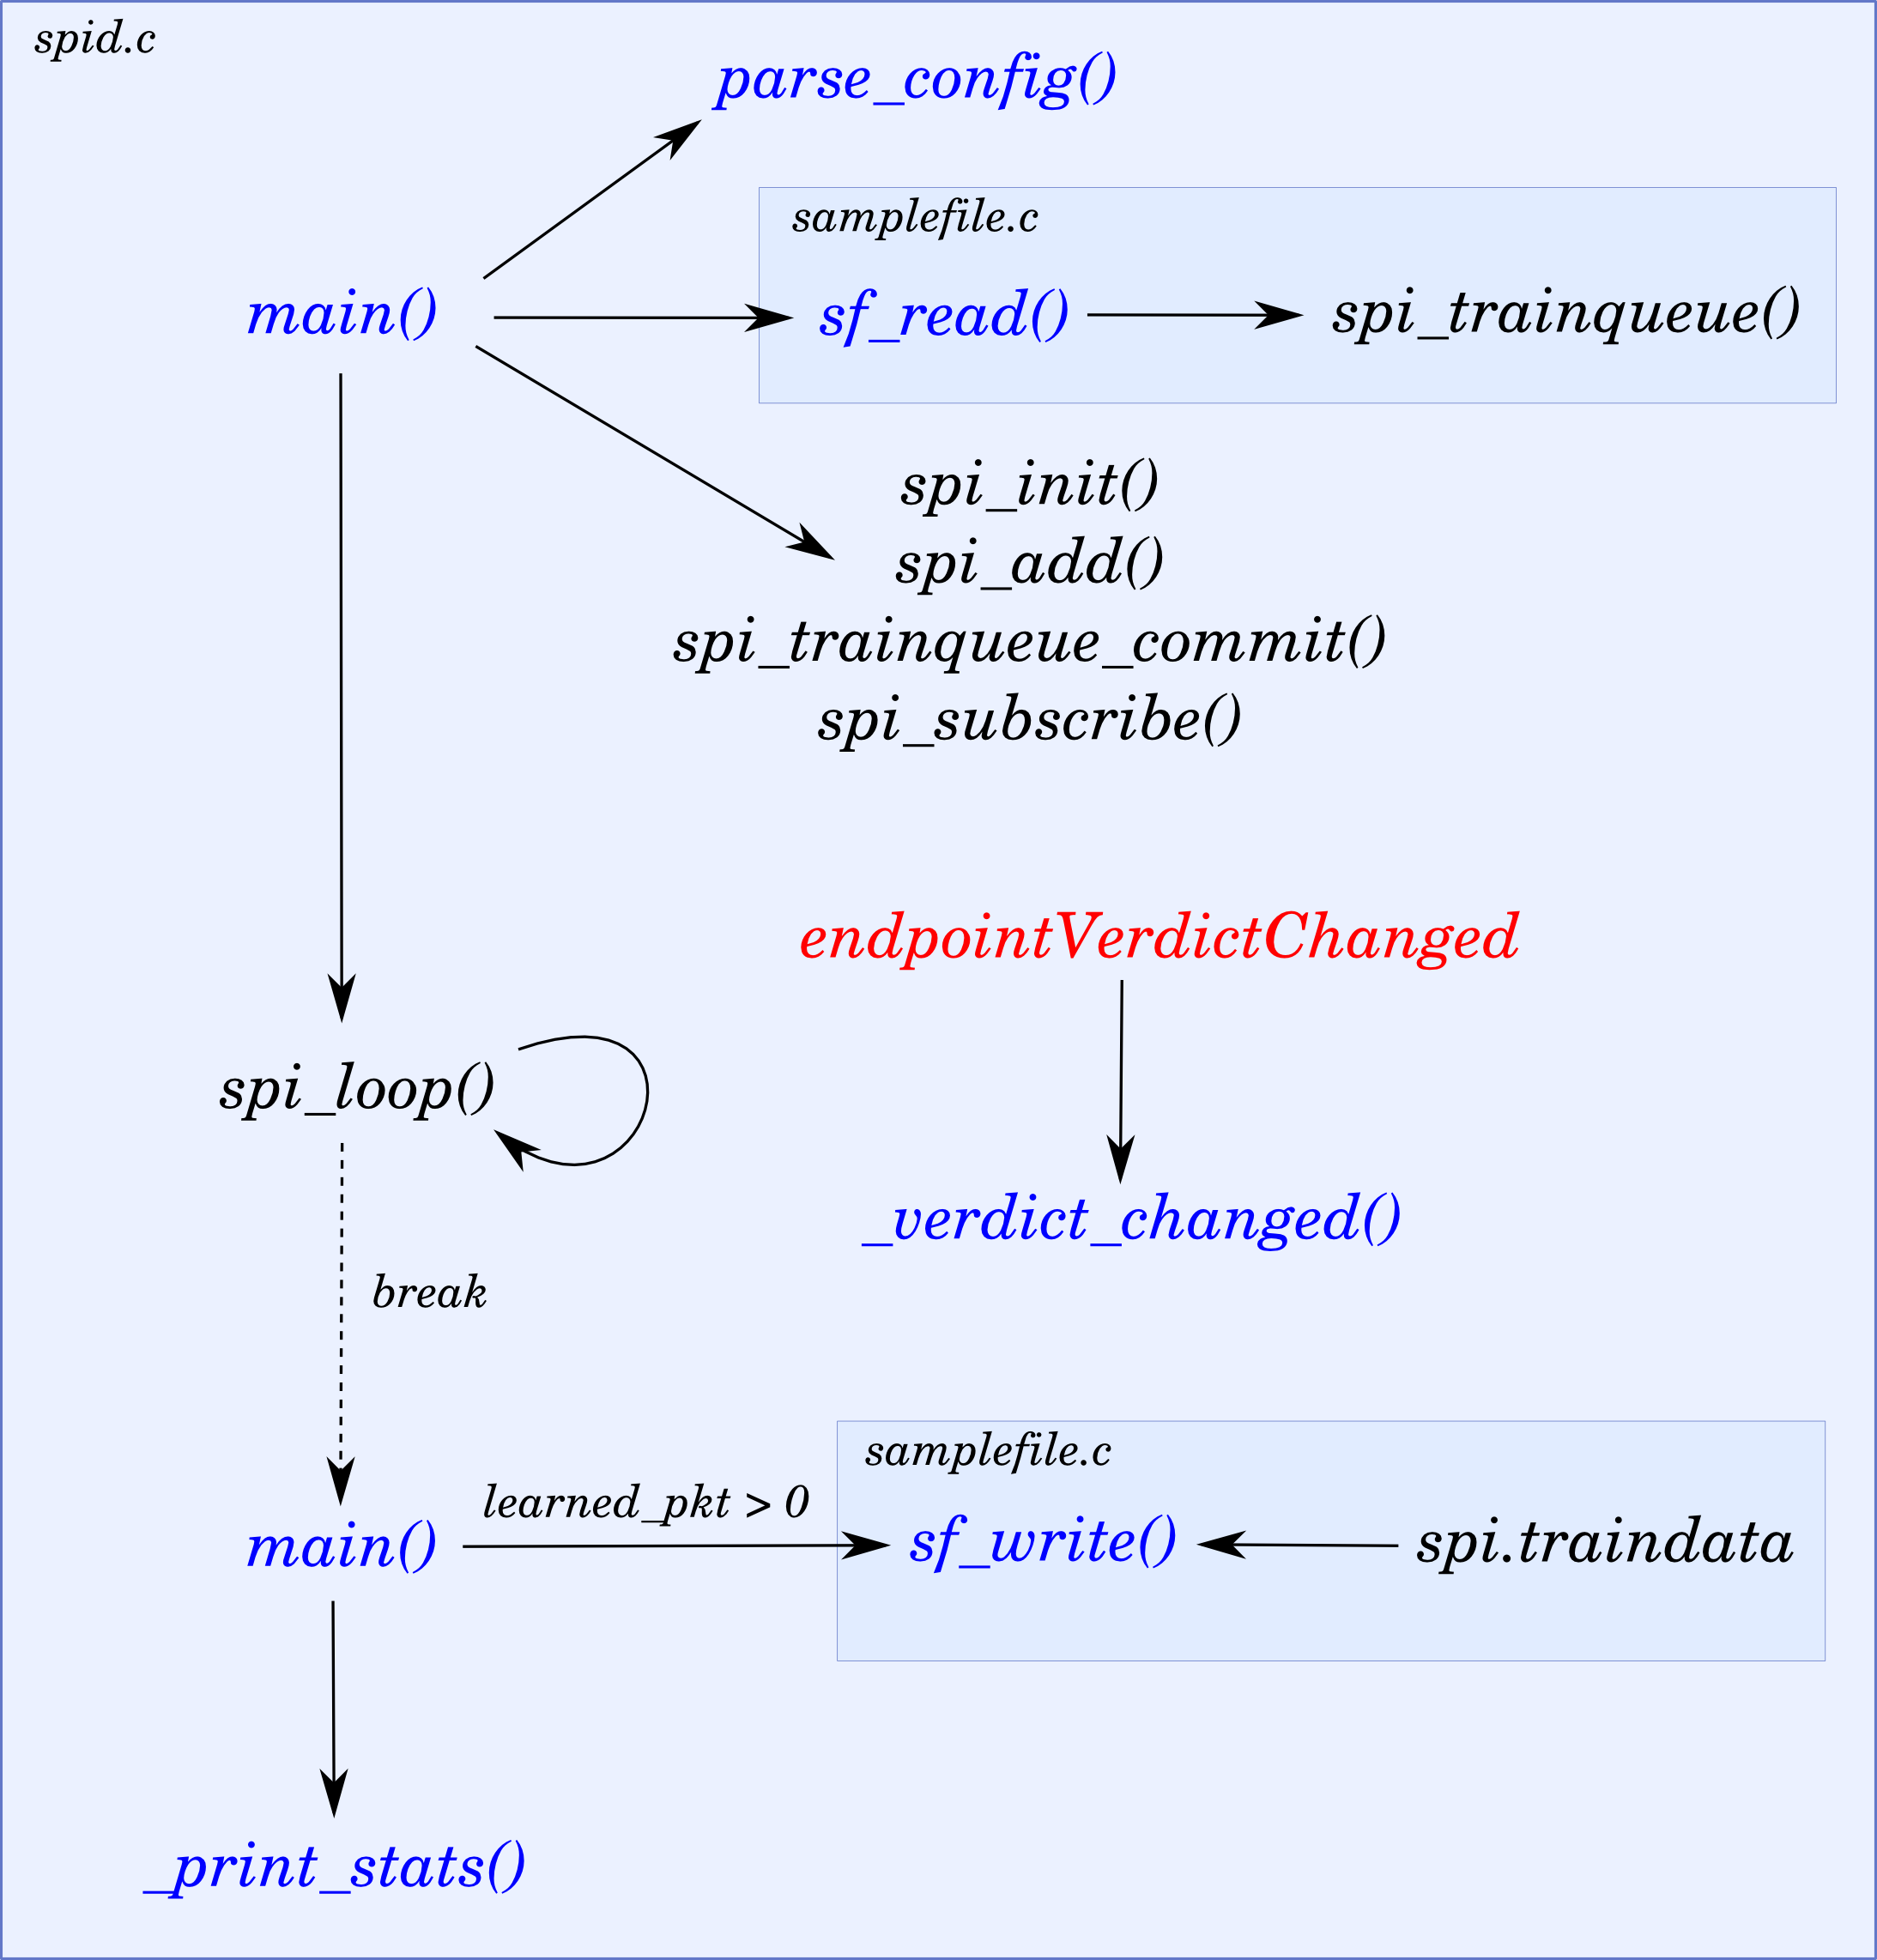 spid.c
parse_config()
samplefile.c
main()
sf_read()
spi_trainqueue()
spi_init()
spi_add()
spi_trainqueue_commit()
spi_subscribe()
endpointVerdictChanged
spi_loop()
_verdict_changed()
break
samplefile.c
learned_pkt > 0
main()
sf_write()
spi.traindata
_print_stats()